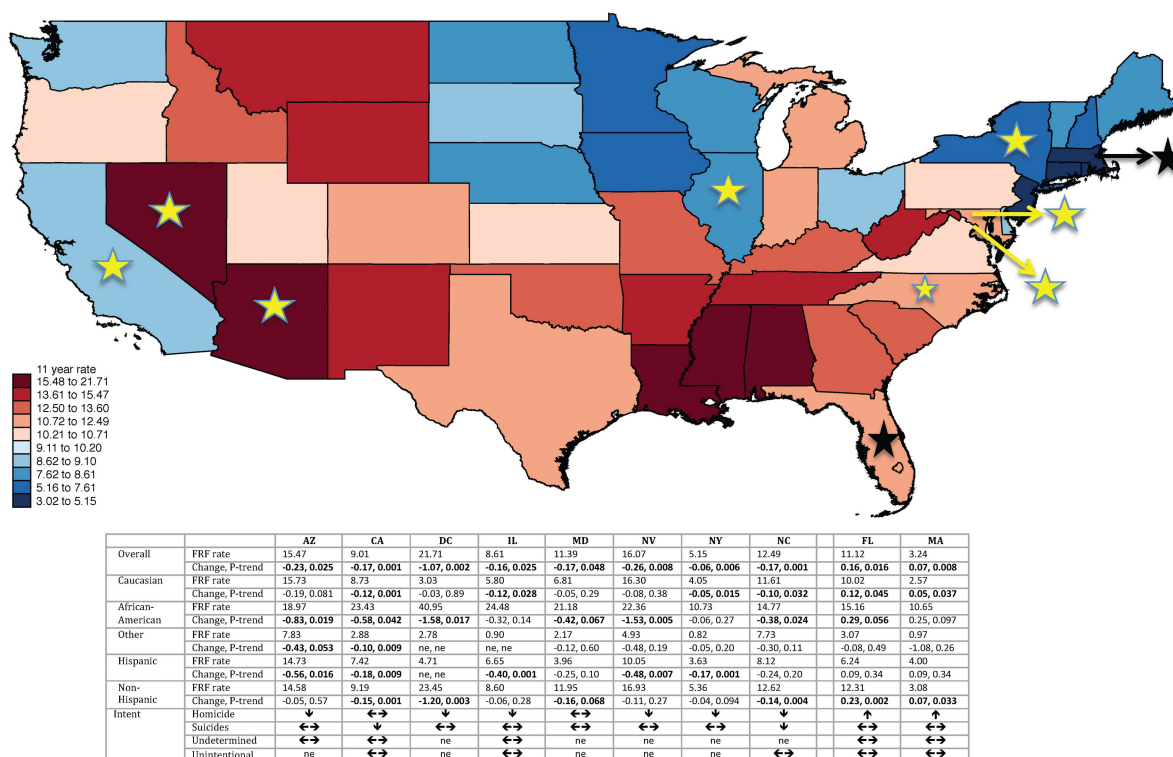 11 year rate
15.48 to 21.71
13.61 to 15.47
12.50 to 13.60
10.72 to 12.49
10.21 to 10.71
9.11 to 10.20
8.62 to 9.10
7.62 to 8.61
5.16 to 7.61
3.02 to 5.15
AZ CA DC IL MD NV NY NC FL MA
Overall FRF rate 15.47 9.01 21.71 8.61 11.39 16.07 5.15 12.49 11.12 3.24
Change, P-trend -0.23, 0.025 -0.17, 0.001 -1.07, 0.002 -0.16, 0.025 -0.17, 0.048 -0.26, 0.008 -0.06, 0.006 -0.17, 0.001 0.16, 0.016 0.07, 0.008
Caucasian FRF rate 15.73 8.73 3.03 5.80 6.81 16.30 4.05 11.61 10.02 2.57
Change, P-trend -0.19, 0.081 -0.12, 0.001 -0.03, 0.89 -0.12, 0.028 -0.05, 0.29 -0.08, 0.38 -0.05, 0.015 -0.10, 0.032 0.12, 0.045 0.05, 0.037
African- FRF rate 18.97 23.43 40.95 24.48 21.18 22.36 10.73 14.77 15.16 10.65
American Change, P-trend -0.83, 0.019 -0.58, 0.042 -1.58, 0.017 -0.32, 0.14 -0.42, 0.067 -1.53, 0.005 -0.06, 0.27 -0.38, 0.024 0.29, 0.056 0.25, 0.097
Other FRF rate 7.83 2.88 2.78 0.90 2.17 4.93 0.82 7.73 3.07 0.97
Change, P-trend -0.43, 0.053 -0.10, 0.009 ne, ne ne, ne -0.12, 0.60 -0.48, 0.19 -0.05, 0.20 -0.30, 0.11 -0.08, 0.49 -1.08, 0.26
Hispanic FRF rate 14.73 7.42 4.71 6.65 3.96 10.05 3.63 8.12 6.24 4.00
Change, P-trend -0.56, 0.016 -0.18, 0.009 ne, ne -0.40, 0.001 -0.25, 0.10 -0.48, 0.007 -0.17, 0.001 -0.24, 0.20 0.09, 0.34 0.09, 0.34
Non- FRF rate 14.58 9.19 23.45 8.60 11.95 16.93 5.36 12.62 12.31 3.08
Hispanic Change, P-trend -0.05, 0.57 -0.15, 0.001 -1.20, 0.003 -0.06, 0.28 -0.16, 0.068 -0.11, 0.27 -0.04, 0.094 -0.14, 0.004 0.23, 0.002 0.07, 0.033
Intent Homicide ↓ ↔ ↓ ↓ ↔ ↓ ↓ ↓ ↑ ↑
Suicides ↔ ↓ ↔ ↔ ↔ ↔ ↔ ↓ ↔ ↔
Undetermined ↔ ↔ ne ↔ ne ne ne ne ↔ ↔
Unintentional ne ↔ ne ↔ ne ne ne ↔ ↔ ↔